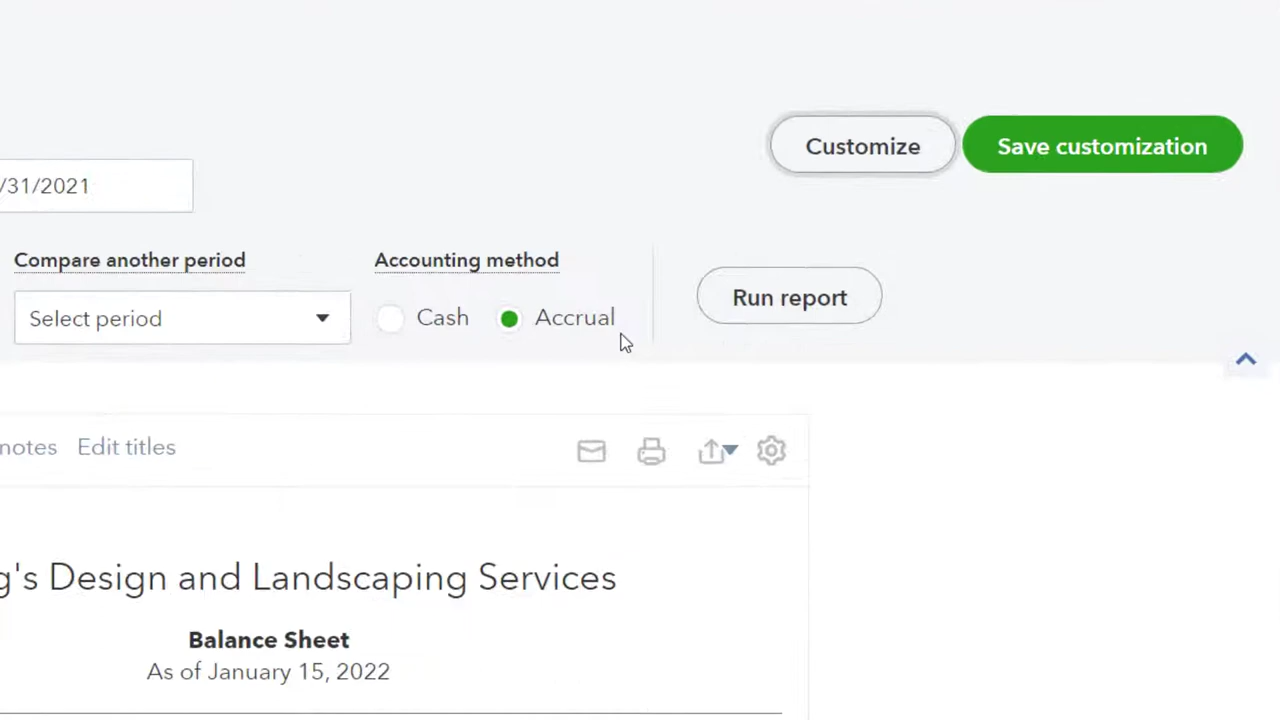 Customize Save customization
/31/2021
Compare another period Accounting method
Select period Cash Accrual Run report
notes Edit titles
g's Design and Landscaping Services
Balance Sheet
As of January 15, 2022